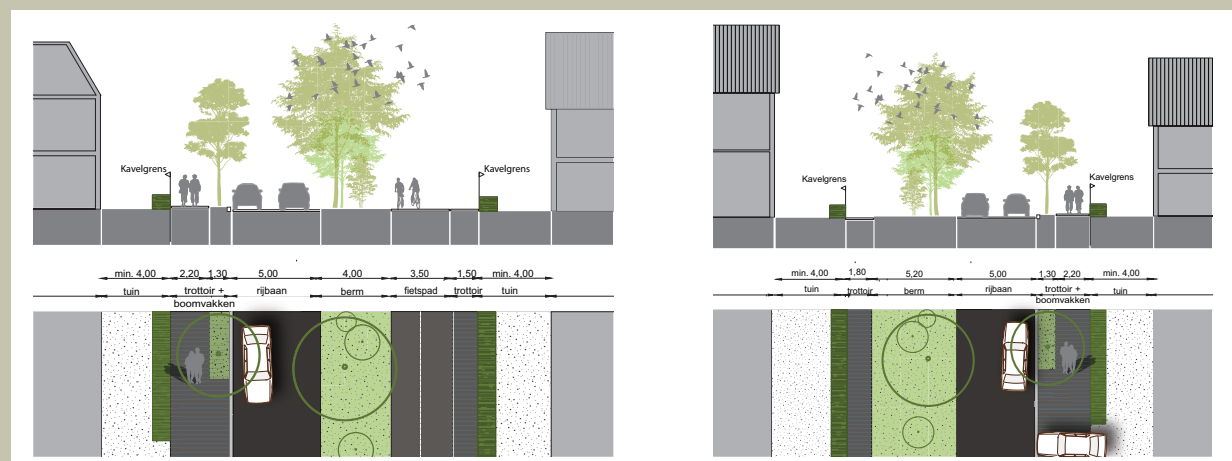 Kavelgrens
Kavelgrens
min. 4,00 2,20 1,30 5,00 4,00 3,50 1,50 min. 4,00
tuin trottoir + rijbaan berm fietspad trottoir tuin
boomvakken
Kavelgrens
Kavelgrens
min. 4,00 1,80 5,20 5,00 1,30 2,20 min. 4,00
tuin trottoir berm rijbaan trottoir + tuin
boomvakken